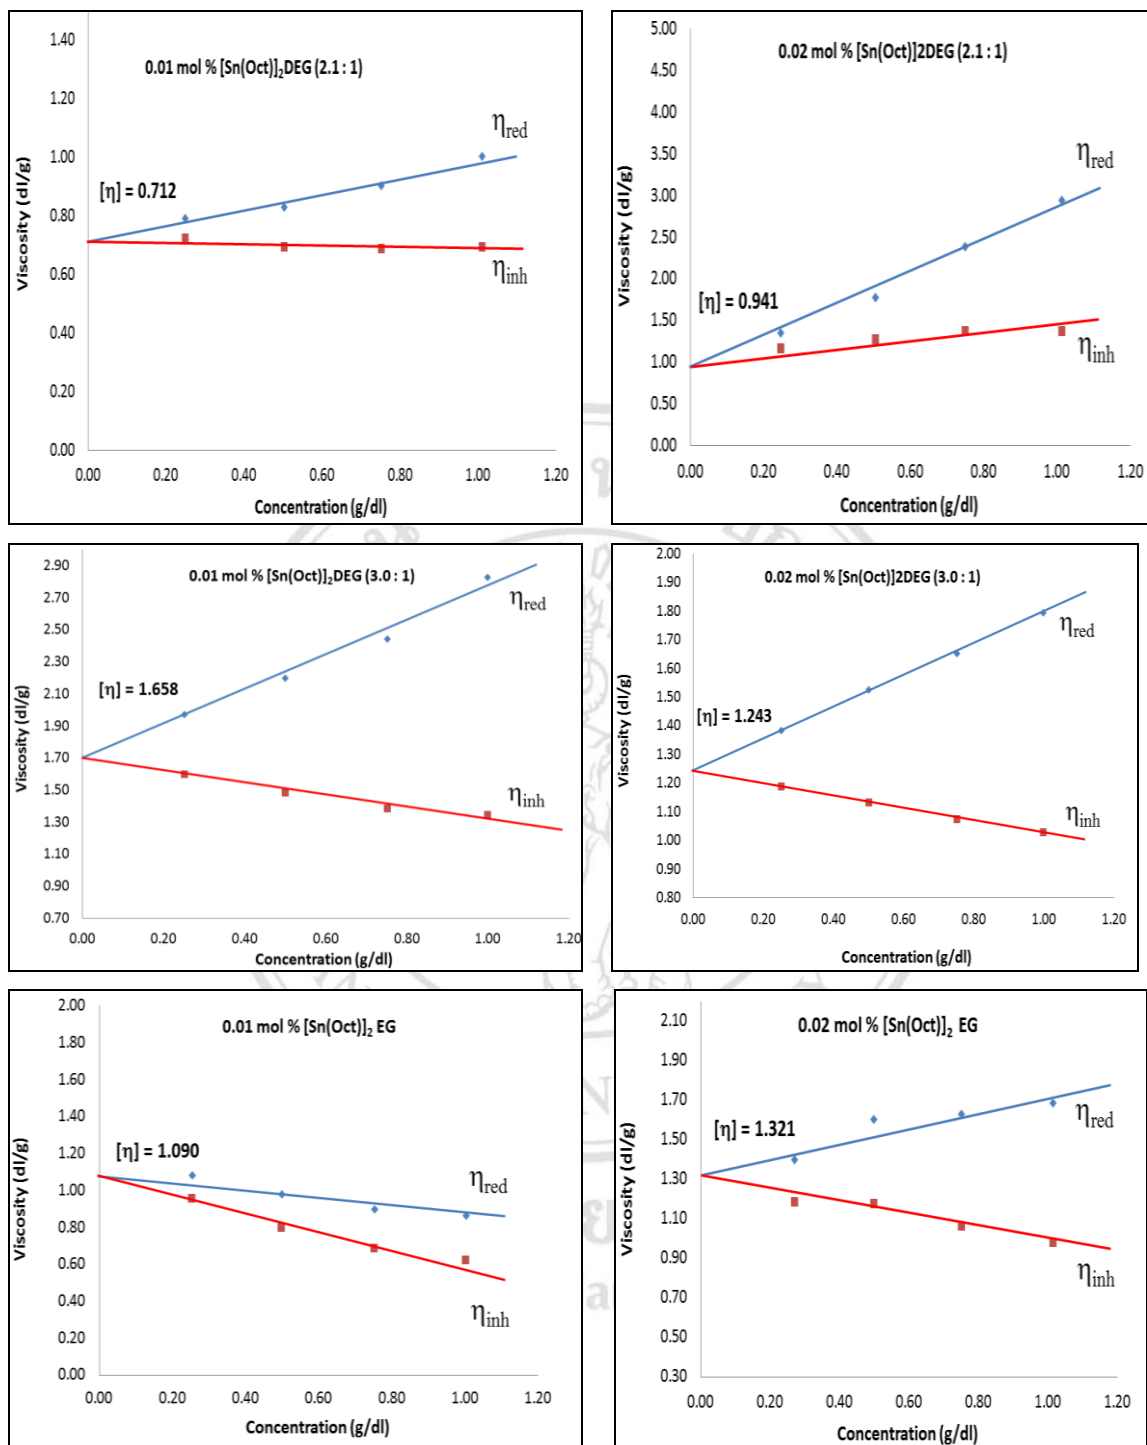 0.01 mol % [Sn(Oct)]₂DEG (2.1 : 1)
Viscosity (dl/g)
1.40
1.20
1.00
0.80
0.60
0.40
0.20
0.00
[η] = 0.712
ηred
ηinh
0.00 0.20 0.40 0.60 0.80 1.00 1.20
Concentration (g/dl)
0.02 mol % [Sn(Oct)]2DEG (2.1 : 1)
Viscosity (dl/g)
5.00
4.50
4.00
3.50
3.00
2.50
2.00
1.50
1.00
0.50
0.00
[η] = 0.941
ηred
ηinh
0.00 0.20 0.40 0.60 0.80 1.00 1.20
Concentration (g/dl)
0.01 mol % [Sn(Oct)]₂DEG (3.0 : 1)
Viscosity (dl/g)
2.90
2.70
2.50
2.30
2.10
1.90
1.70
1.50
1.30
1.10
0.90
0.70
[η] = 1.658
ηred
ηinh
0.00 0.20 0.40 0.60 0.80 1.00 1.20
Concentration (g/dl)
0.02 mol % [Sn(Oct)]2DEG (3.0 : 1)
Viscosity (dl/g)
2.00
1.90
1.80
1.70
1.60
1.50
1.40
1.30
1.20
1.10
1.00
0.90
0.80
[η] = 1.243
ηred
ηinh
0.00 0.20 0.40 0.60 0.80 1.00 1.20
Concentration (g/dl)
0.01 mol % [Sn(Oct)]₂ EG
Viscosity (dl/g)
2.00
1.80
1.60
1.40
1.20
1.00
0.80
0.60
0.40
0.20
0.00
[η] = 1.090
ηred
ηinh
0.00 0.20 0.40 0.60 0.80 1.00 1.20
Concentration (g/dl)
0.02 mol % [Sn(Oct)]₂ EG
Viscosity (dl/g)
2.10
1.90
1.70
1.50
1.30
1.10
0.90
0.70
0.50
0.30
[η] = 1.321
ηred
ηinh
0.00 0.20 0.40 0.60 0.80 1.00 1.20
Concentration (g/dl)